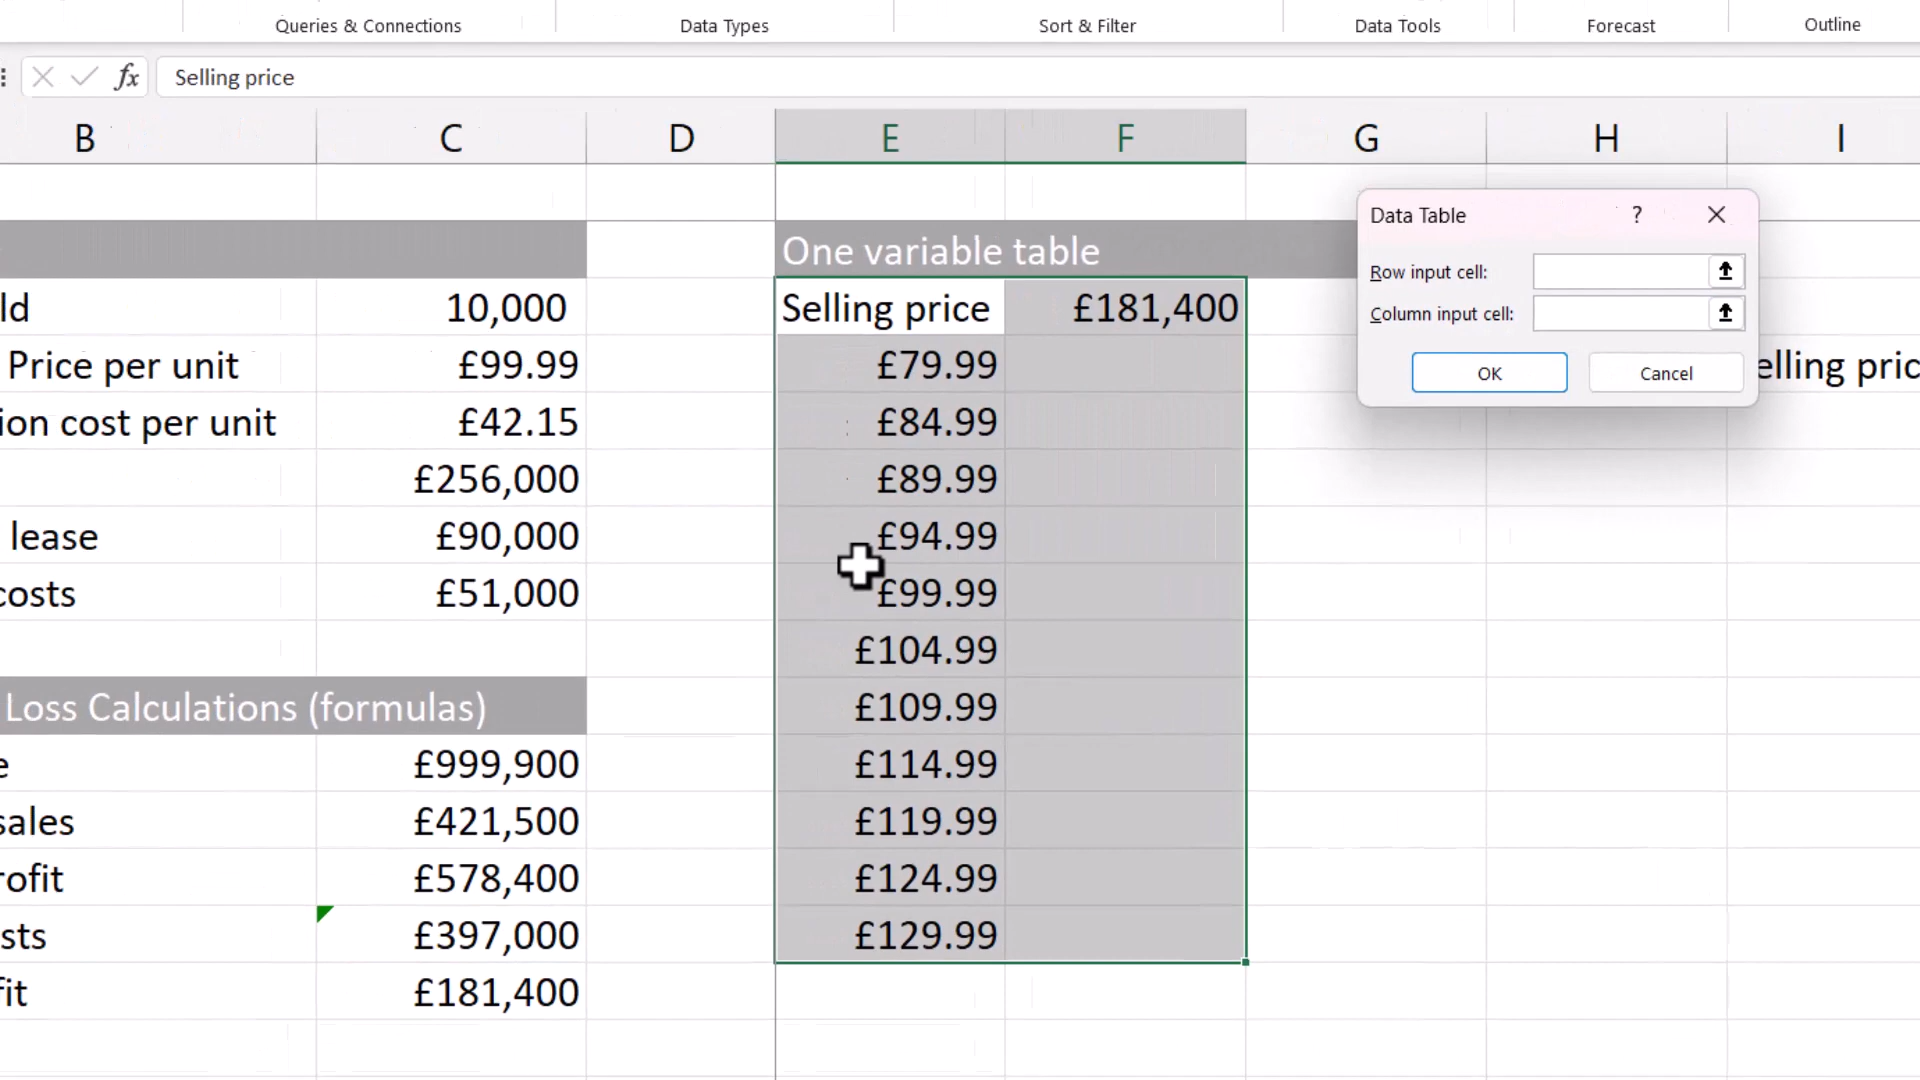 Queries & Connections Data Types Sort & Filter Data Tools Forecast Outline
fx Selling price
B C D E F G H I
One variable table
ld 10,000 Selling price £181,400
Price per unit £99.99 £79.99 elling pric
ion cost per unit £42.15 £84.99
£256,000 £89.99
lease £90,000 £94.99
costs £51,000 £99.99
£104.99
Loss Calculations (formulas) £109.99
e £999,900 £114.99
sales £421,500 £119.99
rofit £578,400 £124.99
sts £397,000 £129.99
fit £181,400
Data Table ?
Row input cell:
Column input cell:
OK Cancel